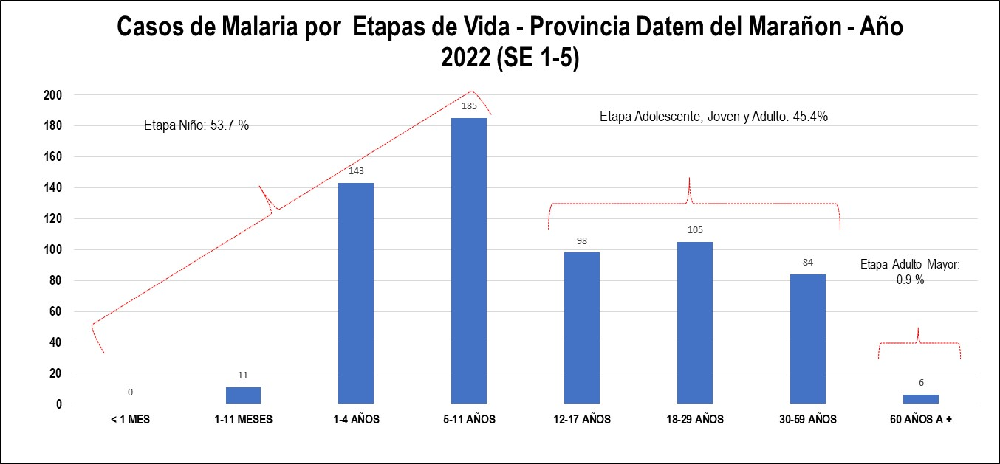 Casos de Malaria por Etapas de Vida - Provincia Datem del Marañon - Año
2022 (SE 1-5)
200
180
160
140
120
100
80
60
40
20
0
Etapa Niño: 53.7 %
Etapa Adolescente, Joven y Adulto: 45.4%
Etapa Adulto Mayor:
0.9 %
0
11
143
185
98
105
84
6
< 1 MES
1-11 MESES
1-4 AÑOS
5-11 AÑOS
12-17 AÑOS
18-29 AÑOS
30-59 AÑOS
60 AÑOS A +